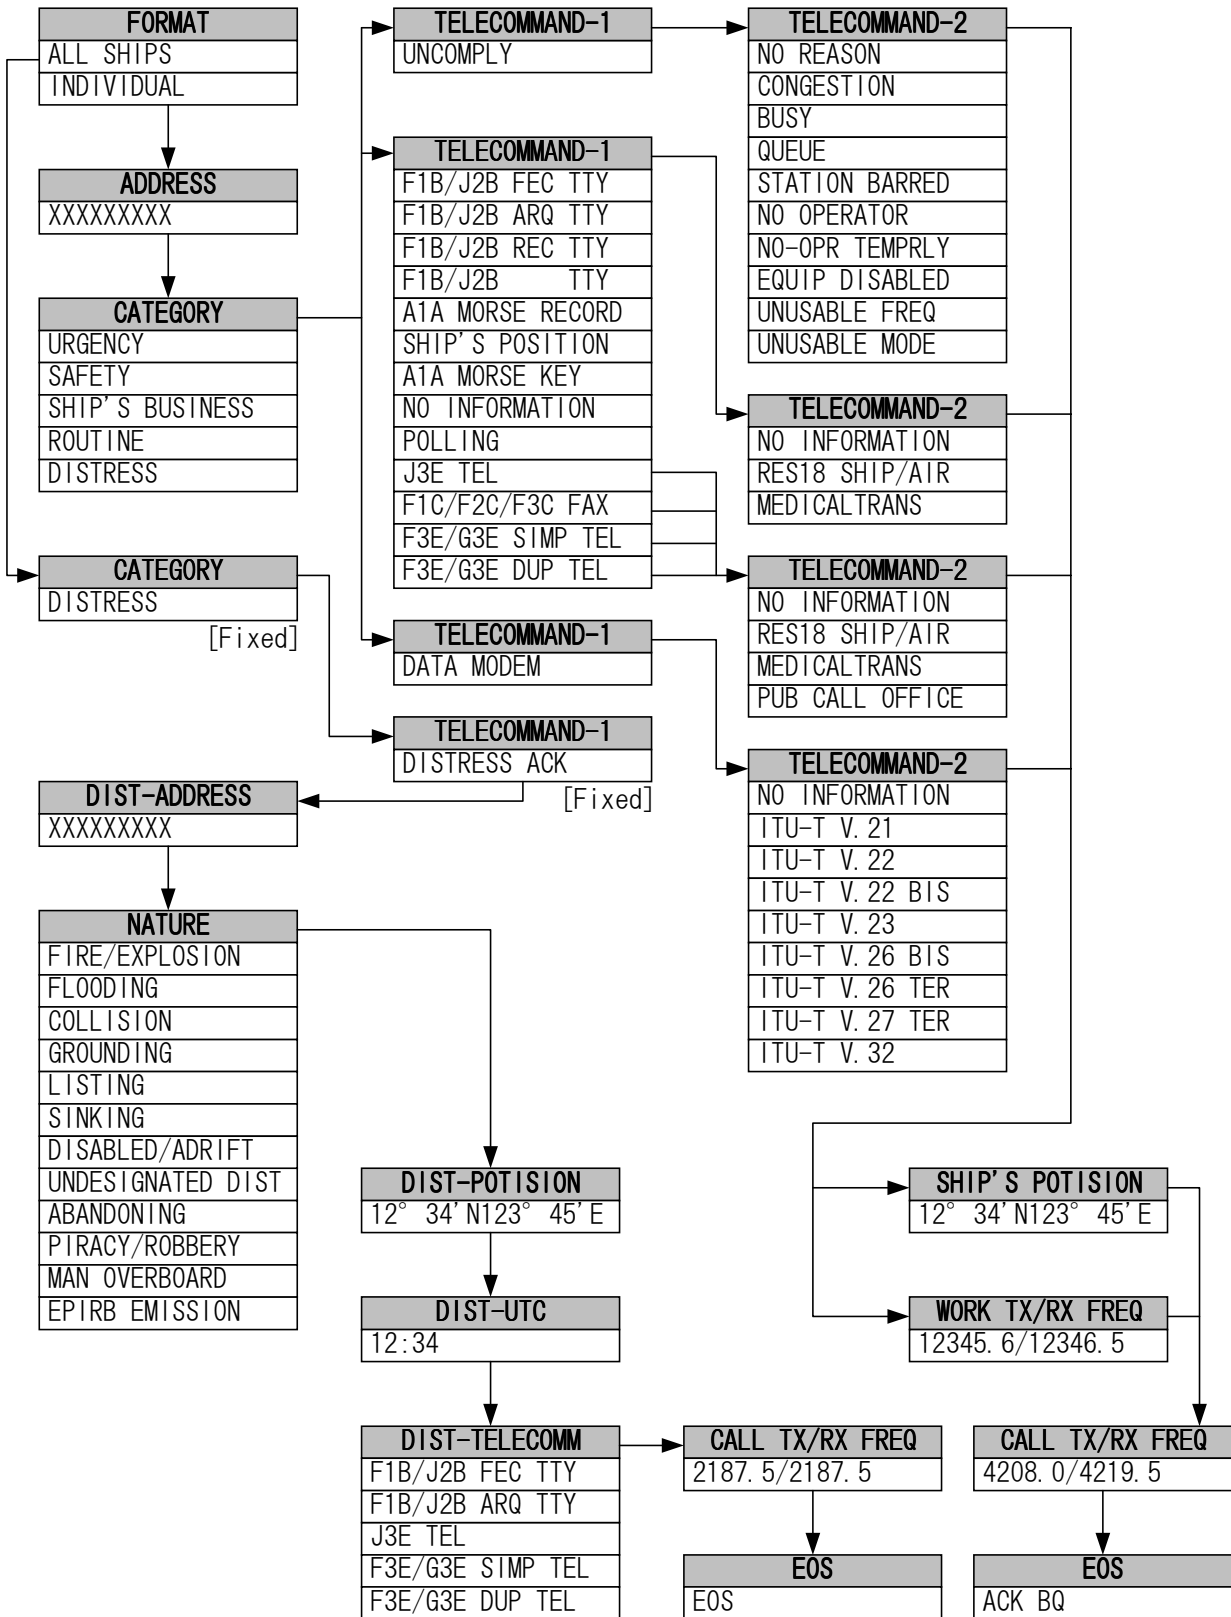 FORMAT
ALL SHIPS
INDIVIDUAL
ADDRESS
XXXXXXXXX
CATEGORY
URGENCY
SAFETY
SHIP'S BUSINESS
ROUTINE
DISTRESS
CATEGORY
DISTRESS
[Fixed]
TELECOMMAND-1
UNCOMPLY
TELECOMMAND-1
F1B/J2B FEC TTY
F1B/J2B ARQ TTY
F1B/J2B REC TTY
F1B/J2B TTY
A1A MORSE RECORD
SHIP'S POSITION
A1A MORSE KEY
NO INFORMATION
POLLING
J3E TEL
F1C/F2C/F3C FAX
F3E/G3E SIMP TEL
F3E/G3E DUP TEL
TELECOMMAND-1
DATA MODEM
TELECOMMAND-1
DISTRESS ACK
[Fixed]
TELECOMMAND-2
NO REASON
CONGESTION
BUSY
QUEUE
STATION BARRED
NO OPERATOR
NO-OPR TEMPRLY
EQUIP DISABLED
UNUSABLE FREQ
UNUSABLE MODE
TELECOMMAND-2
NO INFORMATION
RES18 SHIP/AIR
MEDICALTRANS
TELECOMMAND-2
NO INFORMATION
RES18 SHIP/AIR
MEDICALTRANS
PUB CALL OFFICE
TELECOMMAND-2
NO INFORMATION
ITU-T V.21
ITU-T V.22
ITU-T V.22 BIS
ITU-T V.23
ITU-T V.26 BIS
ITU-T V.26 TER
ITU-T V.27 TER
ITU-T V.32
DIST-ADDRESS
XXXXXXXXX
NATURE
FIRE/EXPLOSION
FLOODING
COLLISION
GROUNDING
LISTING
SINKING
DISABLED/ADRIFT
UNDESIGNATED DIST
ABANDONING
PIRACY/ROBBERY
MAN OVERBOARD
EPIRB EMISSION
DIST-POTISION
12° 34'N123° 45'E
DIST-UTC
12:34
DIST-TELECOMM
F1B/J2B FEC TTY
F1B/J2B ARQ TTY
J3E TEL
F3E/G3E SIMP TEL
F3E/G3E DUP TEL
CALL TX/RX FREQ
2187.5/2187.5
EOS
EOS
SHIP'S POTISION
12° 34'N123° 45'E
WORK TX/RX FREQ
12345.6/12346.5
CALL TX/RX FREQ
4208.0/4219.5
EOS
ACK BQ